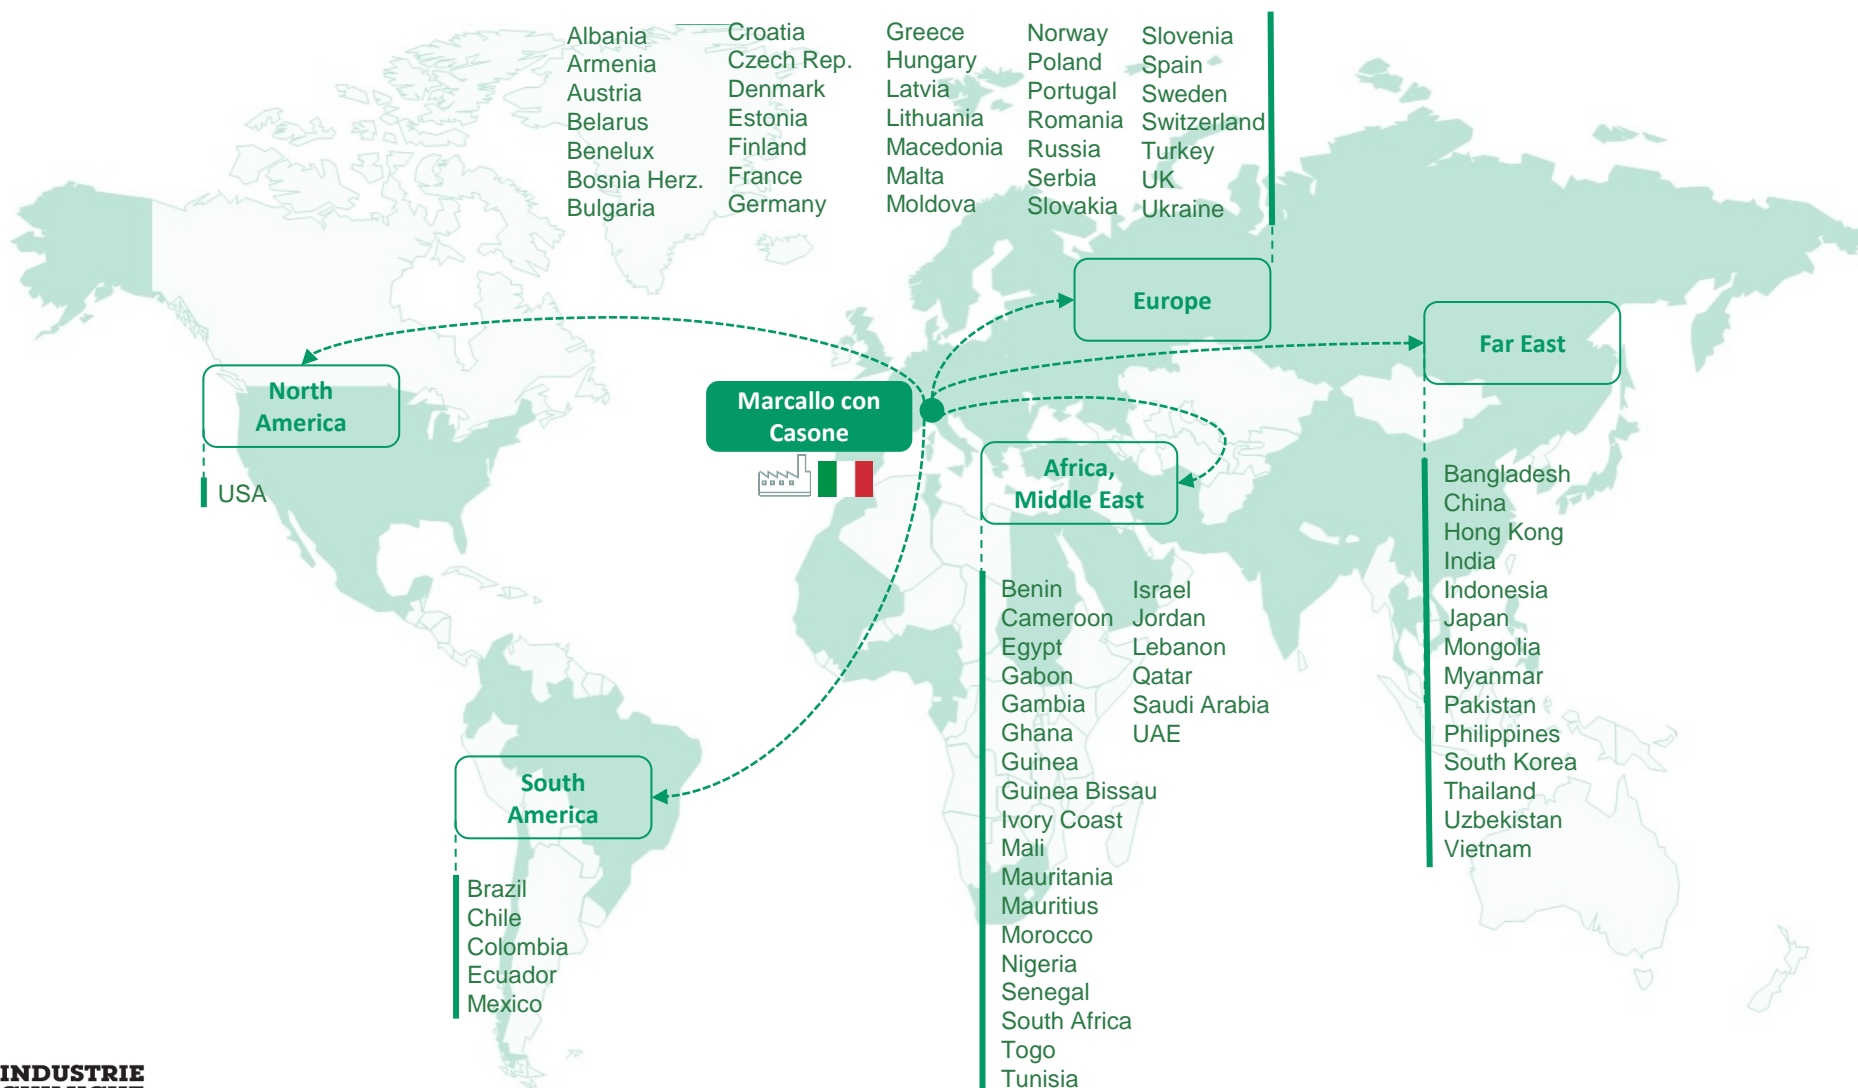 Albania
Armenia
Austria
Belarus
Benelux
Bosnia Herz.
Bulgaria
Croatia
Czech Rep.
Denmark
Estonia
Finland
France
Germany
Greece
Hungary
Latvia
Lithuania
Macedonia
Malta
Moldova
Norway
Poland
Portugal
Romania
Russia
Serbia
Slovakia
Slovenia
Spain
Sweden
Switzerland
Turkey
UK
Ukraine
Europe
Far East
North
America
USA
Marcallo con
Casone
Africa,
Middle East
Bangladesh
China
Hong Kong
India
Indonesia
Japan
Mongolia
Myanmar
Pakistan
Philippines
South Korea
Thailand
Uzbekistan
Vietnam
Benin
Cameroon
Egypt
Gabon
Gambia
Ghana
Guinea
Guinea Bissau
Ivory Coast
Mali
Mauritania
Mauritius
Morocco
Nigeria
Senegal
South Africa
Togo
Tunisia
Israel
Jordan
Lebanon
Qatar
Saudi Arabia
UAE
South
America
Brazil
Chile
Colombia
Ecuador
Mexico
INDUSTRIE